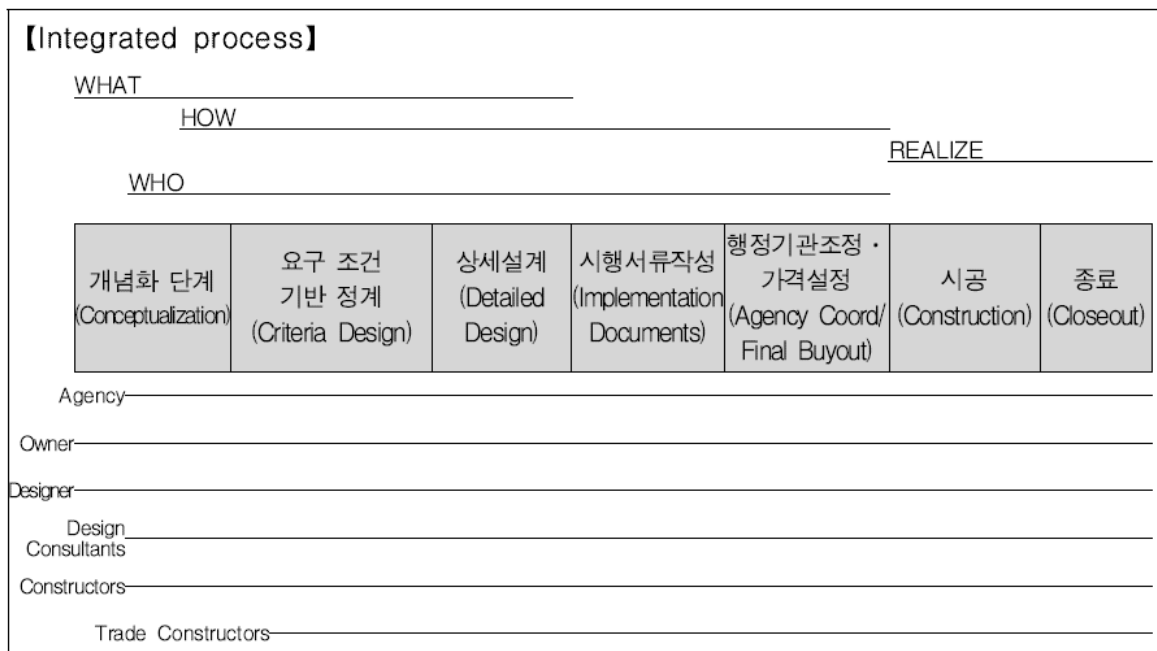 【Integrated process】
WHAT
HOW
REALIZE
WHO
개념화 단계
(Conceptualization)
요구 조건
기반 정계
(Criteria Design)
상세설계
(Detailed
Design)
시행서류작성
(Implementation
Documents)
행정기관조정·
가격설정
(Agency Coord/
Final Buyout)
시공
(Construction)
종료
(Closeout)
Agency
Owner
Designer
Design
Consultants
Constructors
Trade Constructors